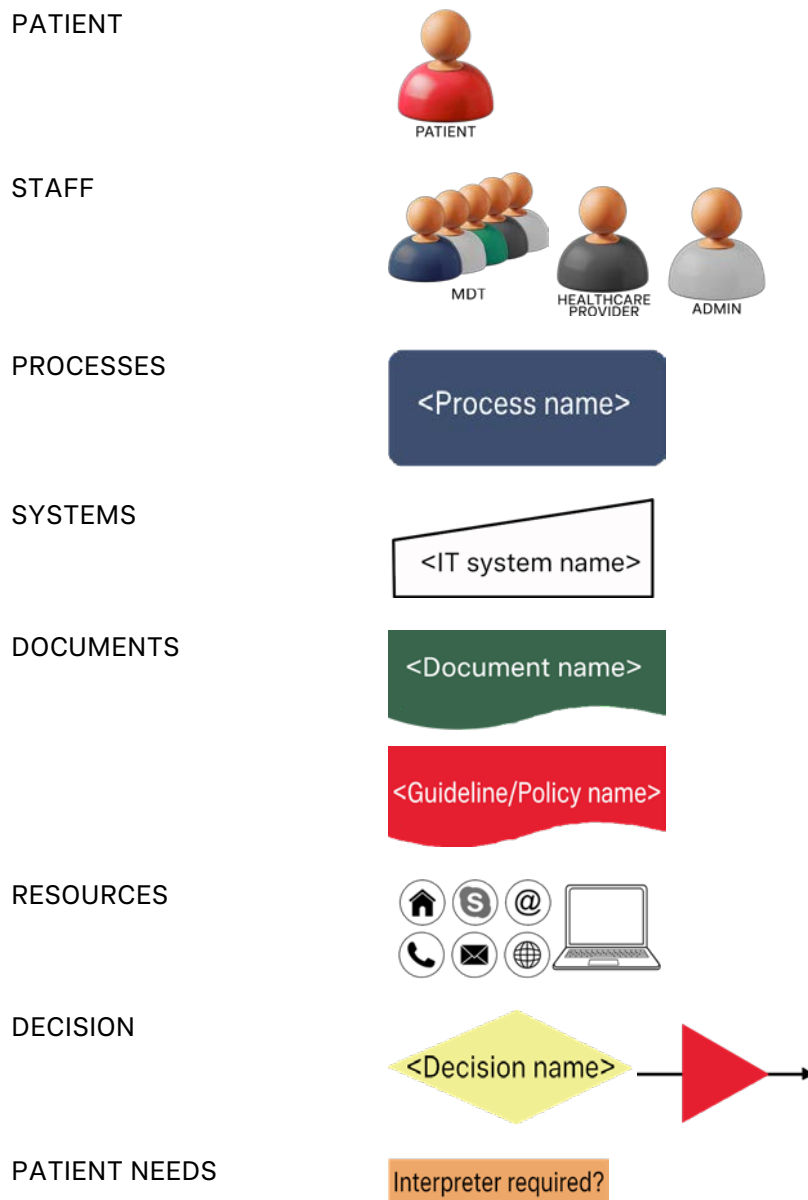 PATIENT
PATIENT
STAFF
MDT
HEALTHCARE
PROVIDER
ADMIN
PROCESSES
<Process name>
SYSTEMS
<IT system name>
DOCUMENTS
<Document name>
<Guideline/Policy name>
RESOURCES
S
@
DECISION
<Decision name>
PATIENT NEEDS
Interpreter required?